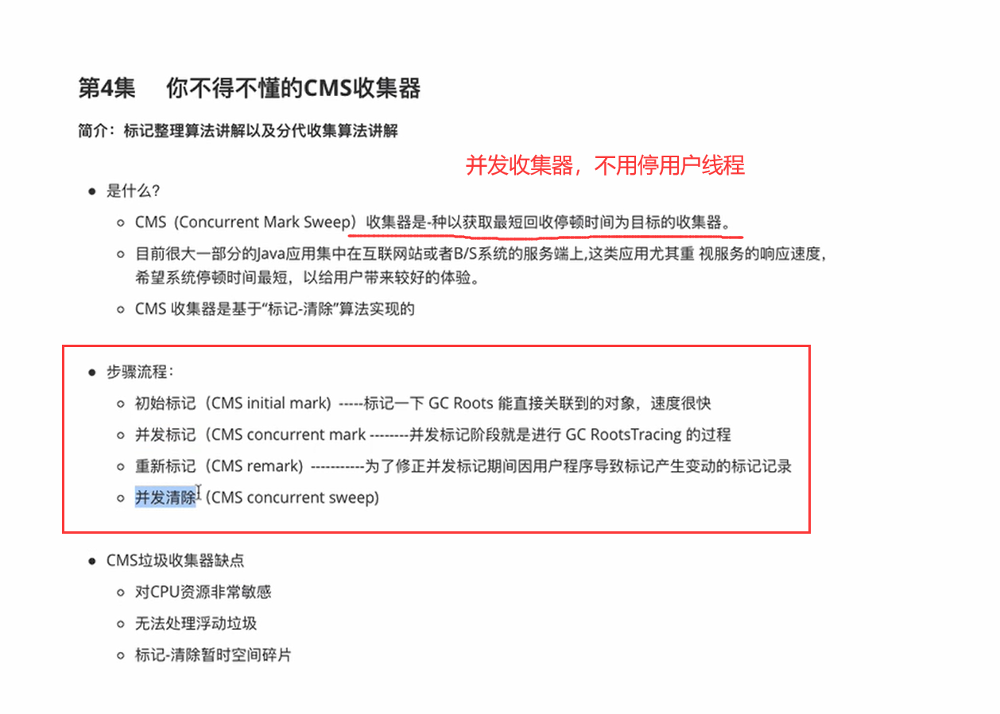 第4集 你不得不懂的CMS收集器
简介：标记整理算法讲解以及分代收集算法讲解
并发收集器，不用停用户线程
是什么?
CMS（Concurrent Mark Sweep）收集器是-种以获取最短回收停顿时间为目标的收集器。
目前很大一部分的Java应用集中在互联网站或者B/S系统的服务端上,这类应用尤其重 视服务的响应速度，
希望系统停顿时间最短，以给用户带来较好的体验。
CMS 收集器是基于“标记-清除”算法实现的
步骤流程：
初始标记（CMS initial mark) -----标记一下 GC Roots 能直接关联到的对象，速度很快
并发标记（CMS concurrent mark --------并发标记阶段就是进行 GC RootsTracing 的过程
重新标记（CMS remark) -----------为了修正并发标记期间因用户程序导致标记产生变动的标记记录
并发清除（CMS concurrent sweep)
CMS垃圾收集器缺点
对CPU资源非常敏感
无法处理浮动垃圾
标记-清除暂时空间碎片